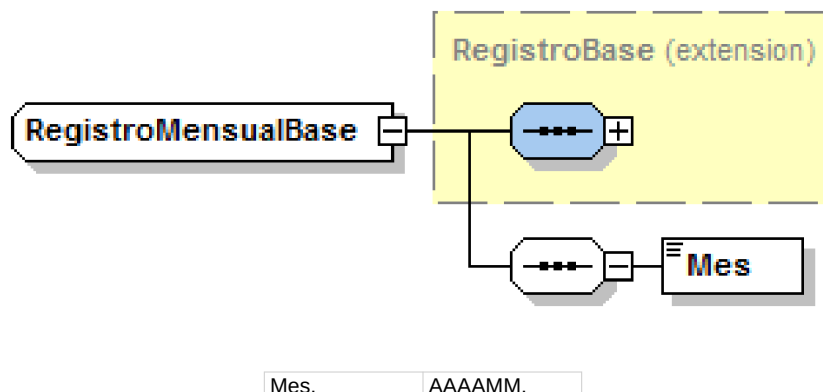 RegistroBase (extension)
RegistroMensualBase
Mes
Mes. AAAAMM.